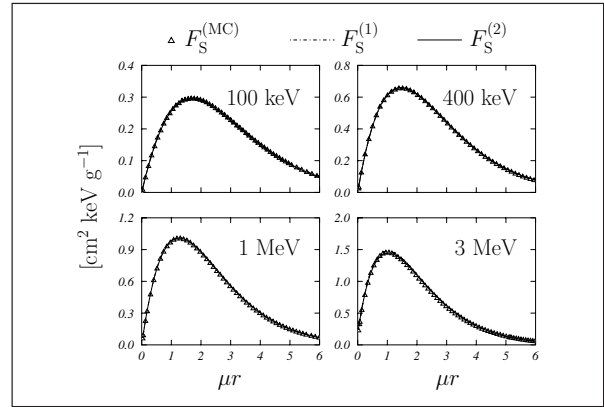 F_S^(MC) F_S^(1) F_S^(2)
[cm² keV g⁻¹]
0.4 0.3 0.2 0.1 0.0
100 keV
0.8 0.6 0.4 0.2 0.0
400 keV
1.2 0.9 0.6 0.3 0.0
1 MeV
0 1 2 3 4 5 6
2.0 1.5 1.0 0.5 0.0
3 MeV
0 1 2 3 4 5 6
μr μr